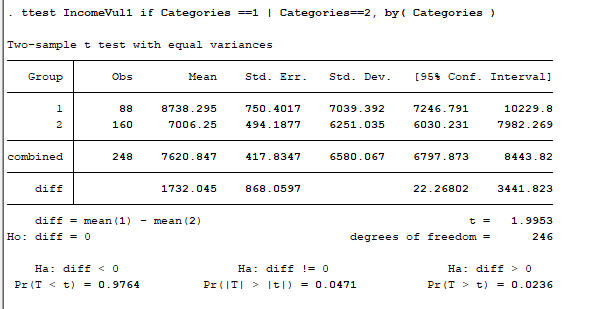 . ttest IncomeVul1 if Categories ==1 | Categories==2, by( Categories )
Two-sample t test with equal variances
Group Obs Mean Std. Err. Std. Dev. [95% Conf. Interval]
1 88 8738.295 750.4017 7039.392 7246.791 10229.8
2 160 7006.25 494.1877 6251.035 6030.231 7982.269
combined 248 7620.847 417.8347 6580.067 6797.873 8443.82
diff 1732.045 868.0597 22.26802 3441.823
diff = mean(1) - mean(2) t = 1.9953
Ho: diff = 0 degrees of freedom = 246
Ha: diff < 0 Ha: diff != 0 Ha: diff > 0
Pr(T < t) = 0.9764 Pr(|T| > |t|) = 0.0471 Pr(T > t) = 0.0236